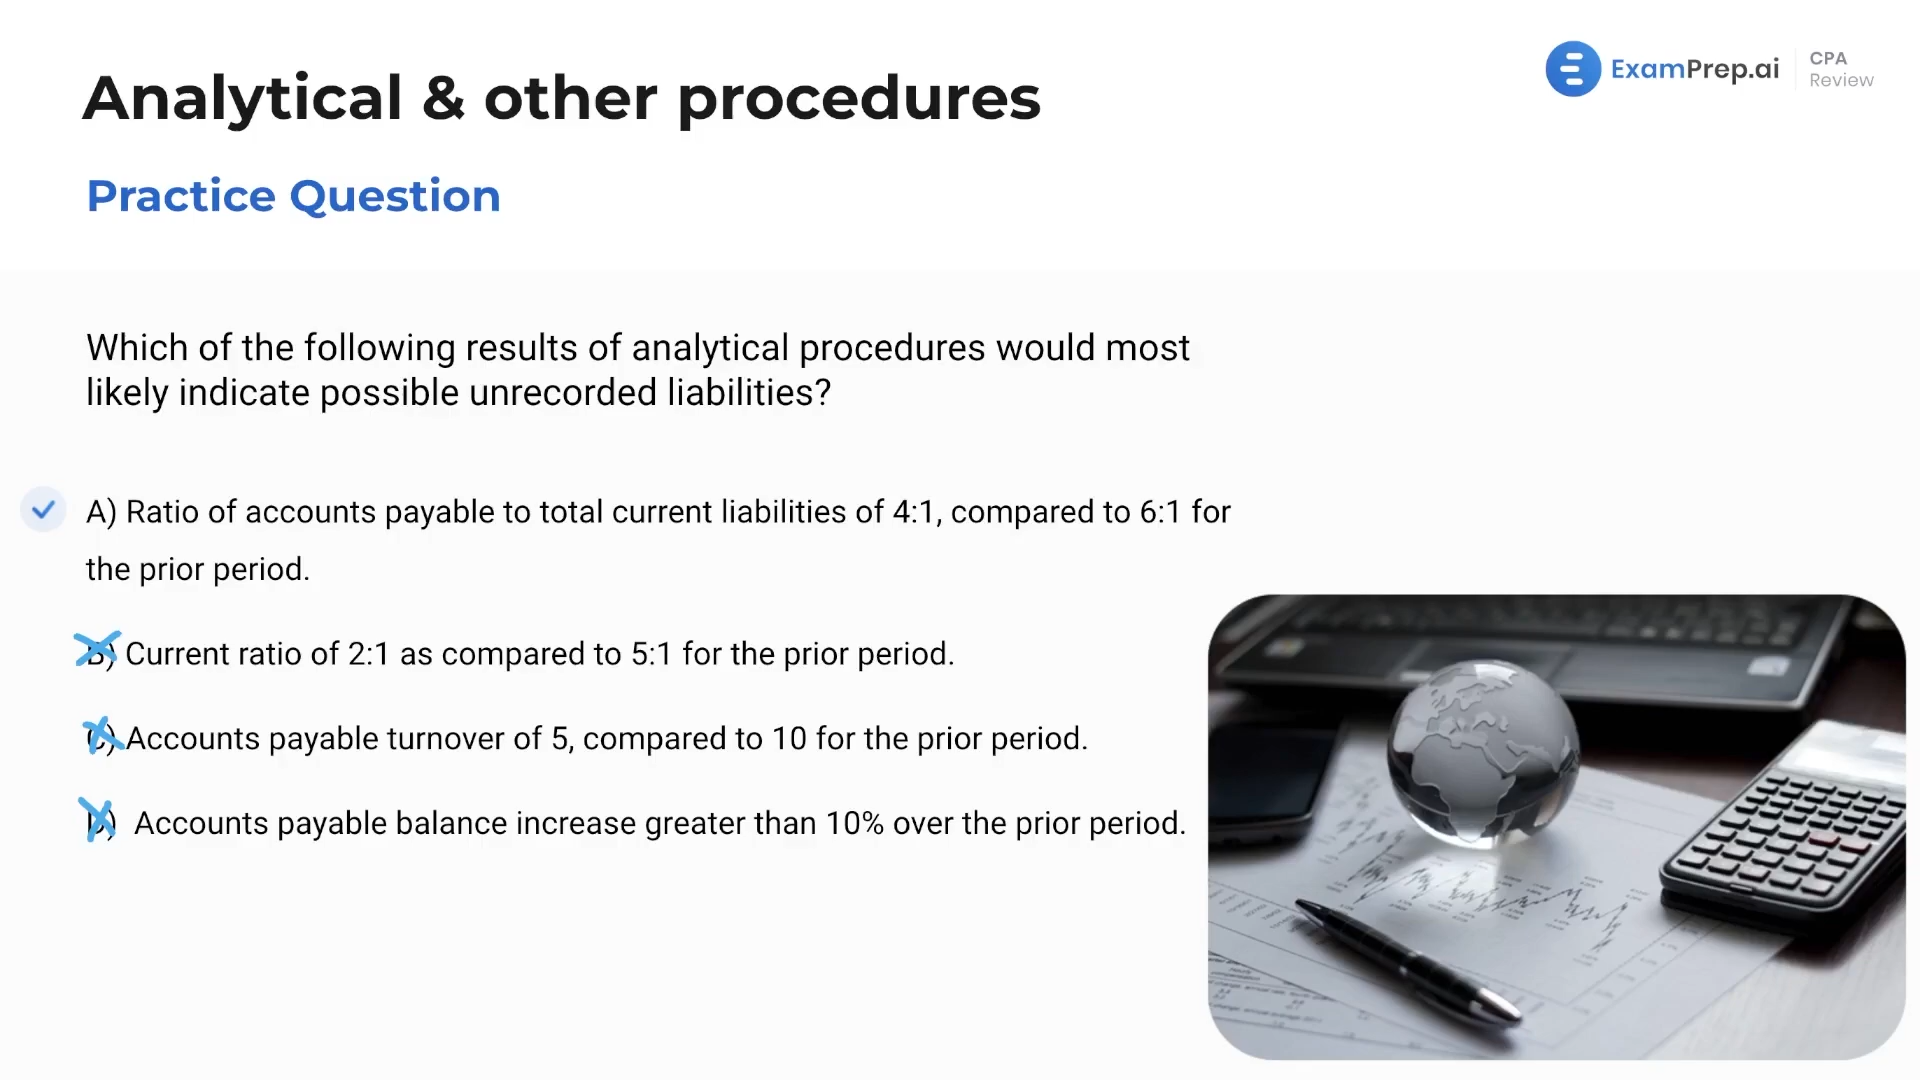 Analytical & other procedures
ExamPrep.ai
CPA
Review
Practice Question
Which of the following results of analytical procedures would most
likely indicate possible unrecorded liabilities?
A) Ratio of accounts payable to total current liabilities of 4:1, compared to 6:1 for
the prior period.
B) Current ratio of 2:1 as compared to 5:1 for the prior period.
C) Accounts payable turnover of 5, compared to 10 for the prior period.
D) Accounts payable balance increase greater than 10% over the prior period.